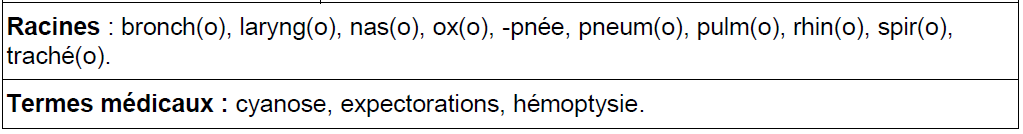 Racines : bronch(o), laryng(o), nas(o), ox(o), -pnée, pneum(o), pulm(o), rhin(o), spir(o),
traché(o).
Termes médicaux : cyanose, expectorations, hémoptysie.